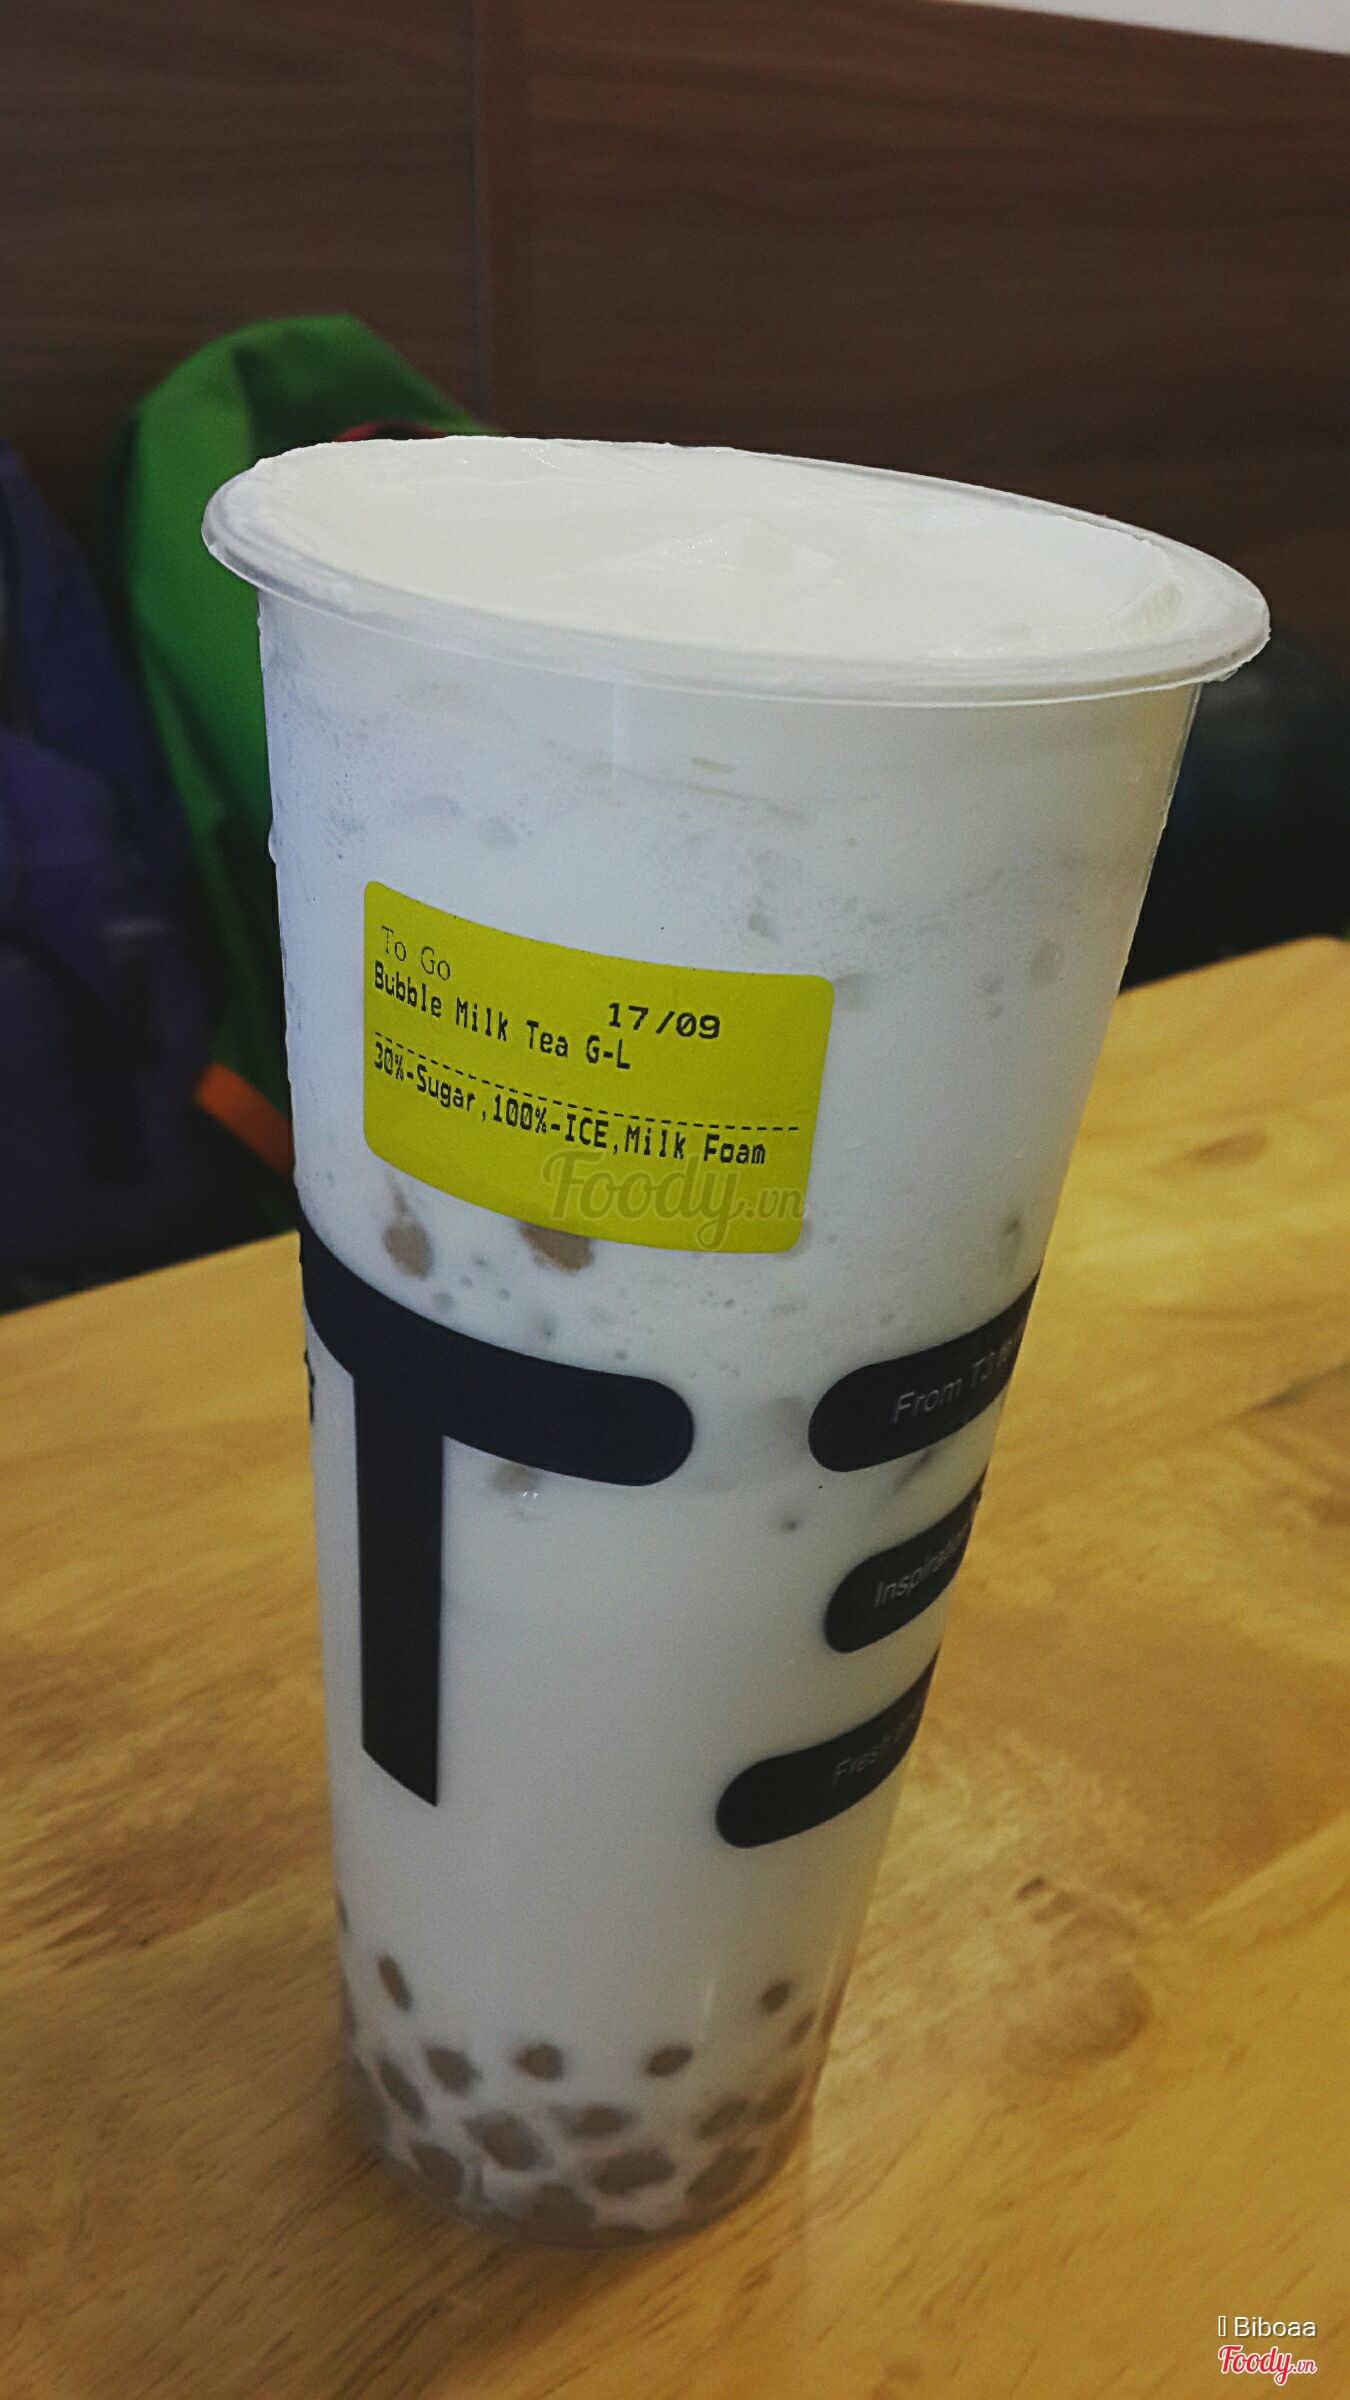 To Go
17/09
Bubble Milk Tea G-L
30%-Sugar,100%-ICE,Milk Foam
Foody.vn
T
From T3
Biboaa
Foody.vn